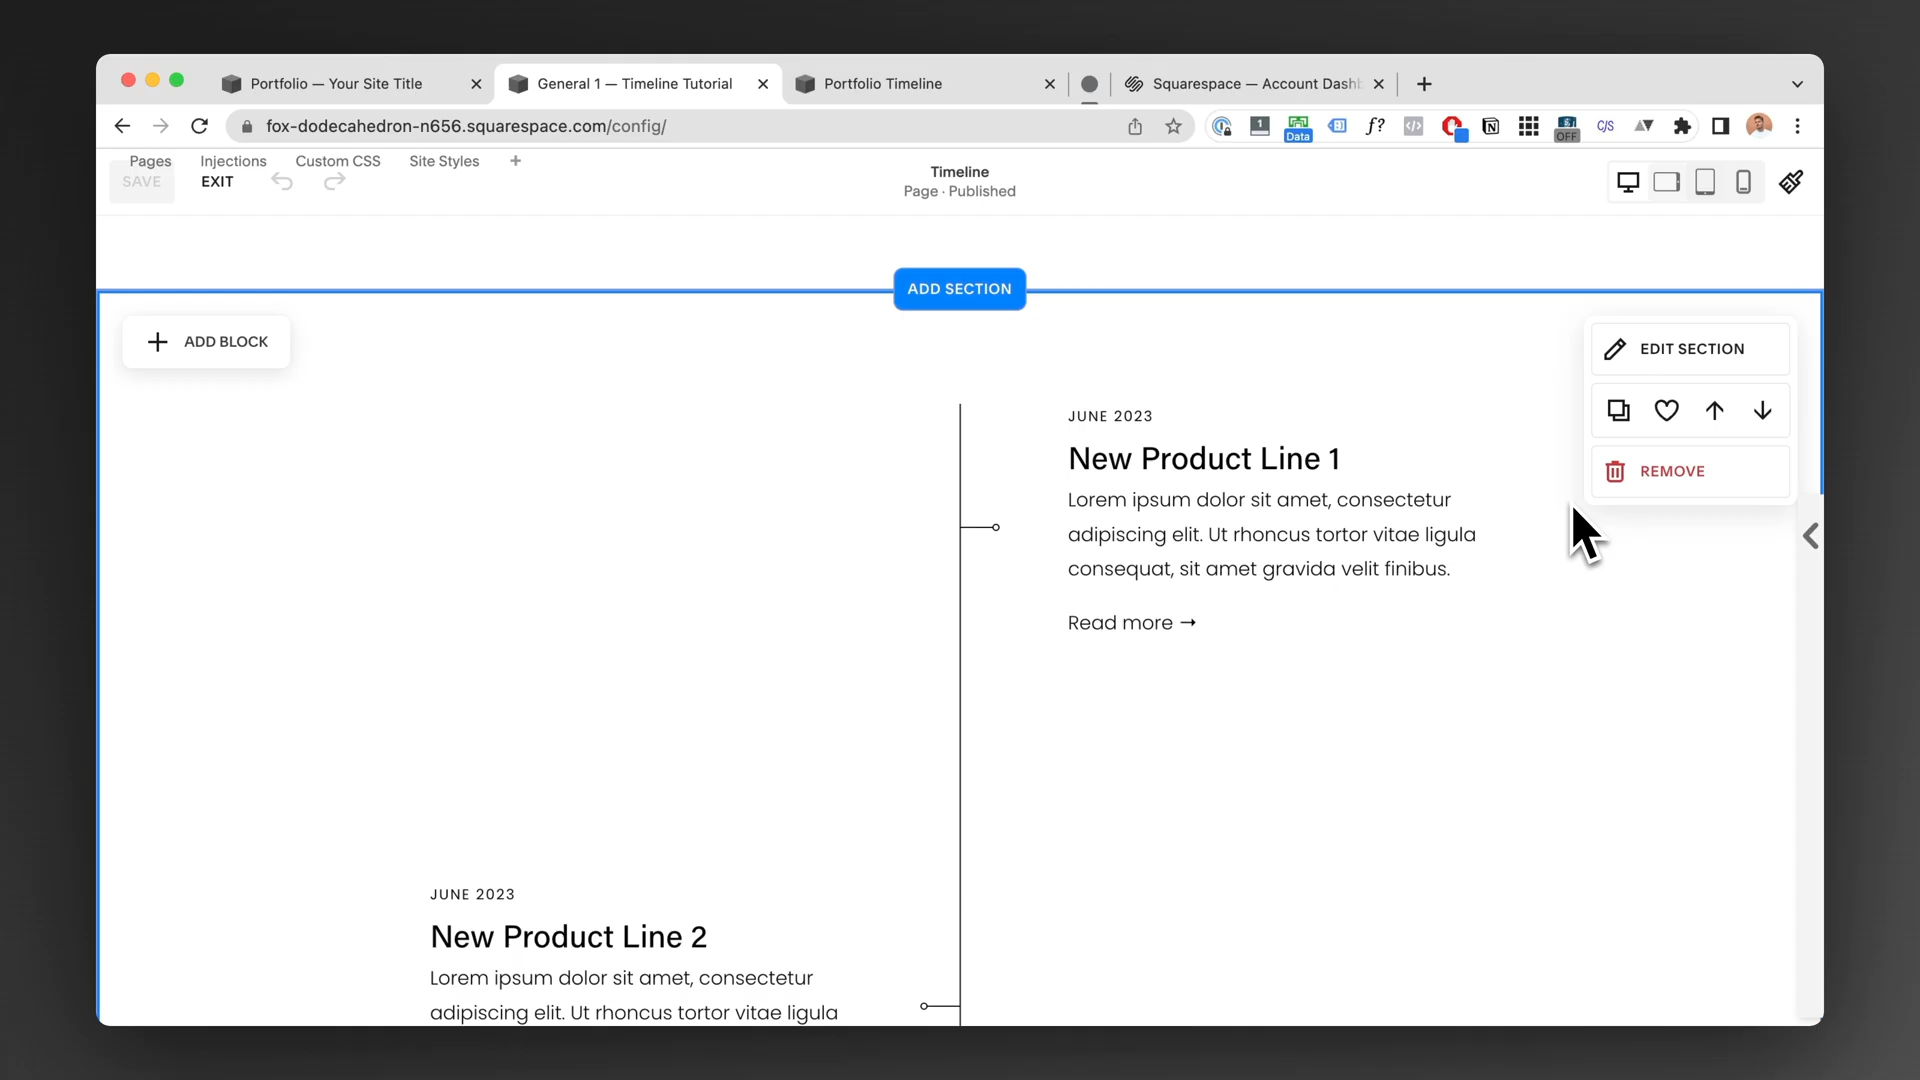 Portfolio — Your Site Title
General 1 — Timeline Tutorial
Portfolio Timeline
Squarespace — Account Dashb
fox-dodecahedron-n656.squarespace.com/config/
1
Data
f?
OFF
C/S
Pages
Injections
Custom CSS
Site Styles
SAVE
EXIT
Timeline
Page · Published
ADD SECTION
ADD BLOCK
EDIT SECTION
REMOVE
JUNE 2023
New Product Line 1
Lorem ipsum dolor sit amet, consectetur
adipiscing elit. Ut rhoncus tortor vitae ligula
consequat, sit amet gravida velit finibus.
Read more →
JUNE 2023
New Product Line 2
Lorem ipsum dolor sit amet, consectetur
adipiscing elit. Ut rhoncus tortor vitae ligula